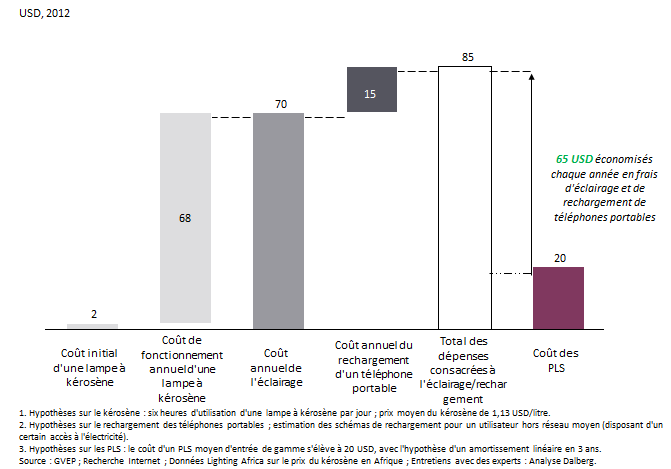 USD, 2012
85
70
15
68
65 USD économisés
chaque année en frais
d'éclairage et de
rechargement de
téléphones portables
20
2
Coût initial
d'une lampe à
kérosène
Coût de
fonctionnement
annuel d'une
lampe à
kérosène
Coût
annuel de
l'éclairage
Coût annuel du
rechargement
d'un téléphone
portable
Total des
dépenses
consacrées à
l'éclairage/rechar
gement
Coût des
PLS
1. Hypothèses sur le kérosène : six heures d'utilisation d'une lampe à kérosène par jour ; prix moyen du kérosène de 1,13 USD/litre.
2. Hypothèses sur le rechargement des téléphones portables ; estimation des schémas de rechargement pour un utilisateur hors réseau moyen (disposant d'un
certain accès à l'électricité).
3. Hypothèses sur les PLS : le coût d'un PLS moyen d'entrée de gamme s'élève à 20 USD, avec l'hypothèse d'un amortissement linéaire en 3 ans.
Source : GVEP ; Recherche Internet ; Données Lighting Africa sur le prix du kérosène en Afrique ; Entretiens avec des experts : Analyse Dalberg.